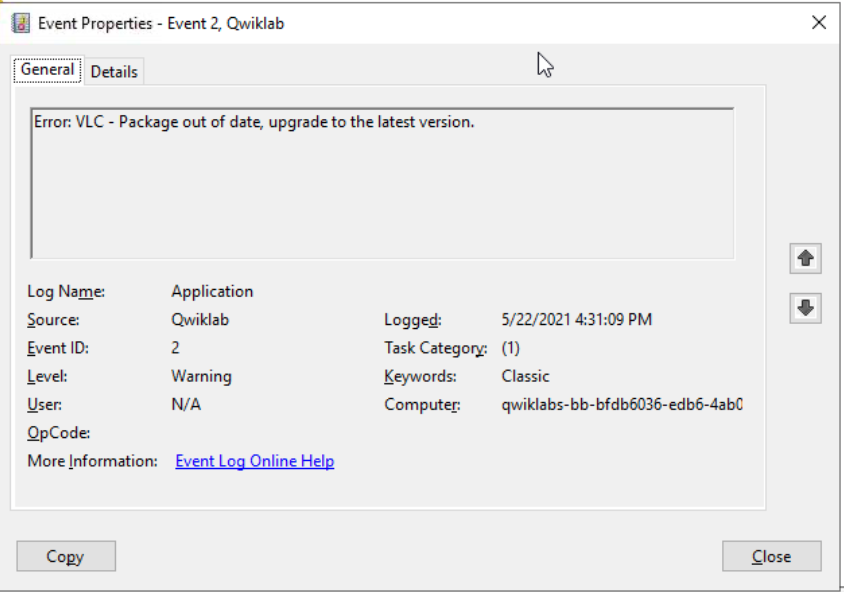 Event Properties - Event 2, Qwiklab
General Details
Error: VLC - Package out of date, upgrade to the latest version.
Log Name: Application
Source: Qwiklab Logged: 5/22/2021 4:31:09 PM
Event ID: 2 Task Category: (1)
Level: Warning Keywords: Classic
User: N/A Computer: qwiklabs-bb-bfdb6036-edb6-4ab0
OpCode:
More Information: Event Log Online Help
Copy Close